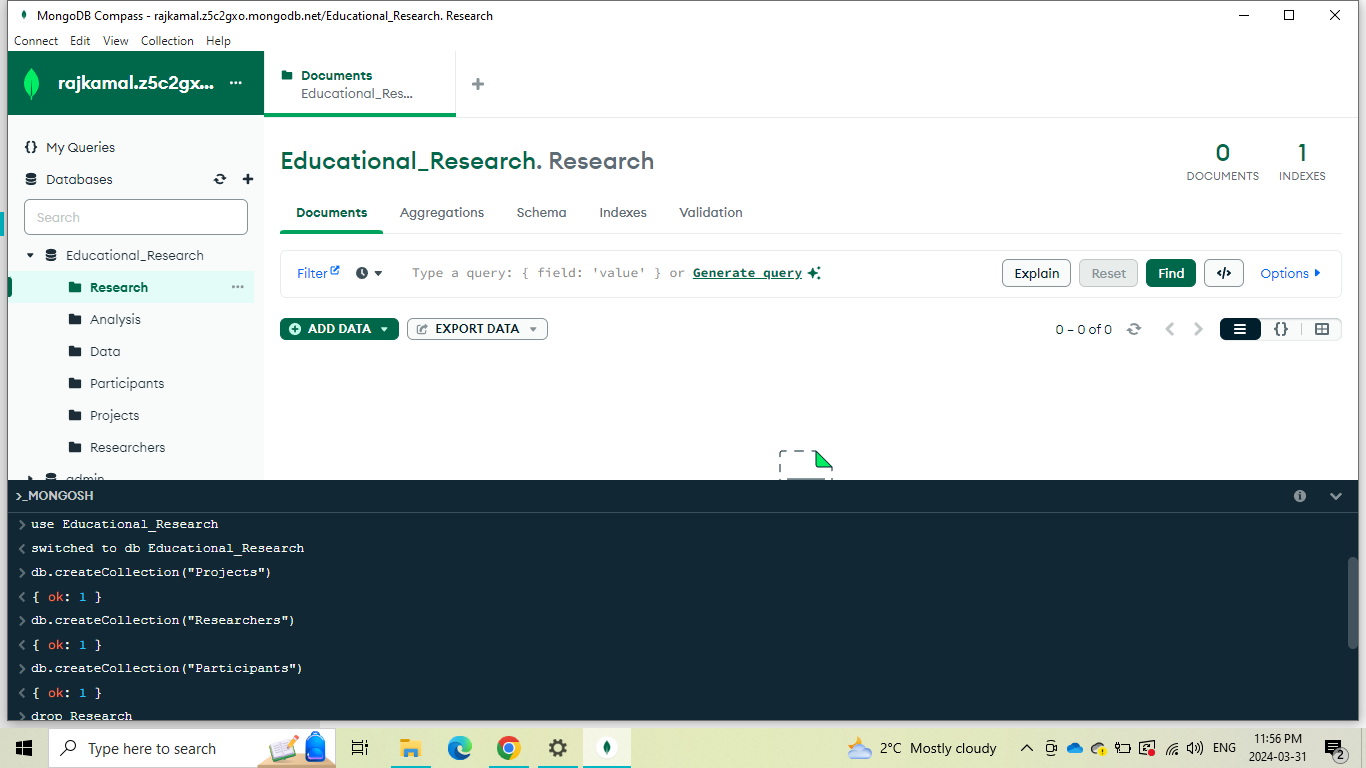 MongoDB Compass - rajkamal.z5c2gxo.mongodb.net/Educational_Research. Research
Connect Edit View Collection Help
rajkamal.z5c2gx... ...
Documents
Educational_Res...
+
{} My Queries
Databases
Search
Educational_Research
Research ...
Analysis
Data
Participants
Projects
Researchers
admin
Educational_Research. Research
0
DOCUMENTS
1
INDEXES
Documents Aggregations Schema Indexes Validation
Filter Type a query: { field: 'value' } or Generate query Explain Reset Find </> Options
ADD DATA EXPORT DATA 0 – 0 of 0 {}
>_MONGOSH
> use Educational_Research
< switched to db Educational_Research
> db.createCollection("Projects")
< { ok: 1 }
> db.createCollection("Researchers")
< { ok: 1 }
> db.createCollection("Participants")
< { ok: 1 }
> drop Research
Type here to search
2°C Mostly cloudy
ENG
11:56 PM
2024-03-31
2